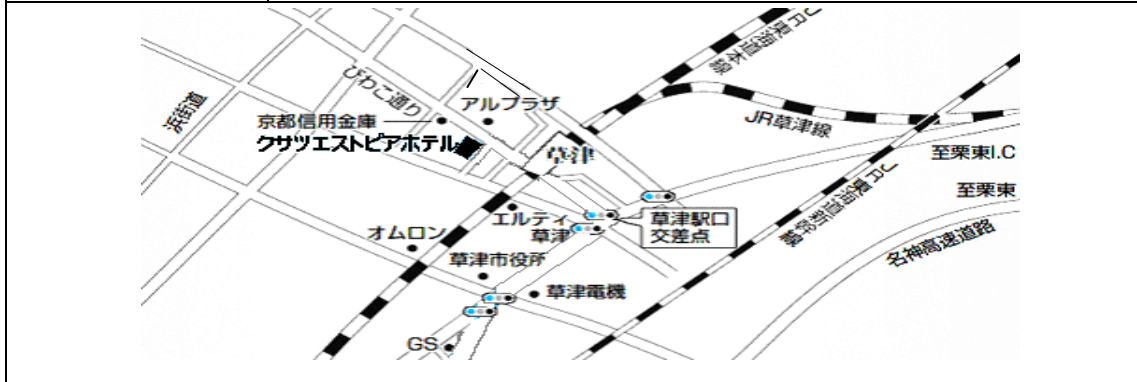 JR東海道本線
びわこ通り
アルプラザ
浜街道
京都信用金庫
JR草津線
クサツエストピアホテル
草津
至栗東I.C
JR東海道新幹線
至栗東
エルティ
草津
草津駅口
交差点
オムロン
名神高速道路
草津市役所
草津電機
GS